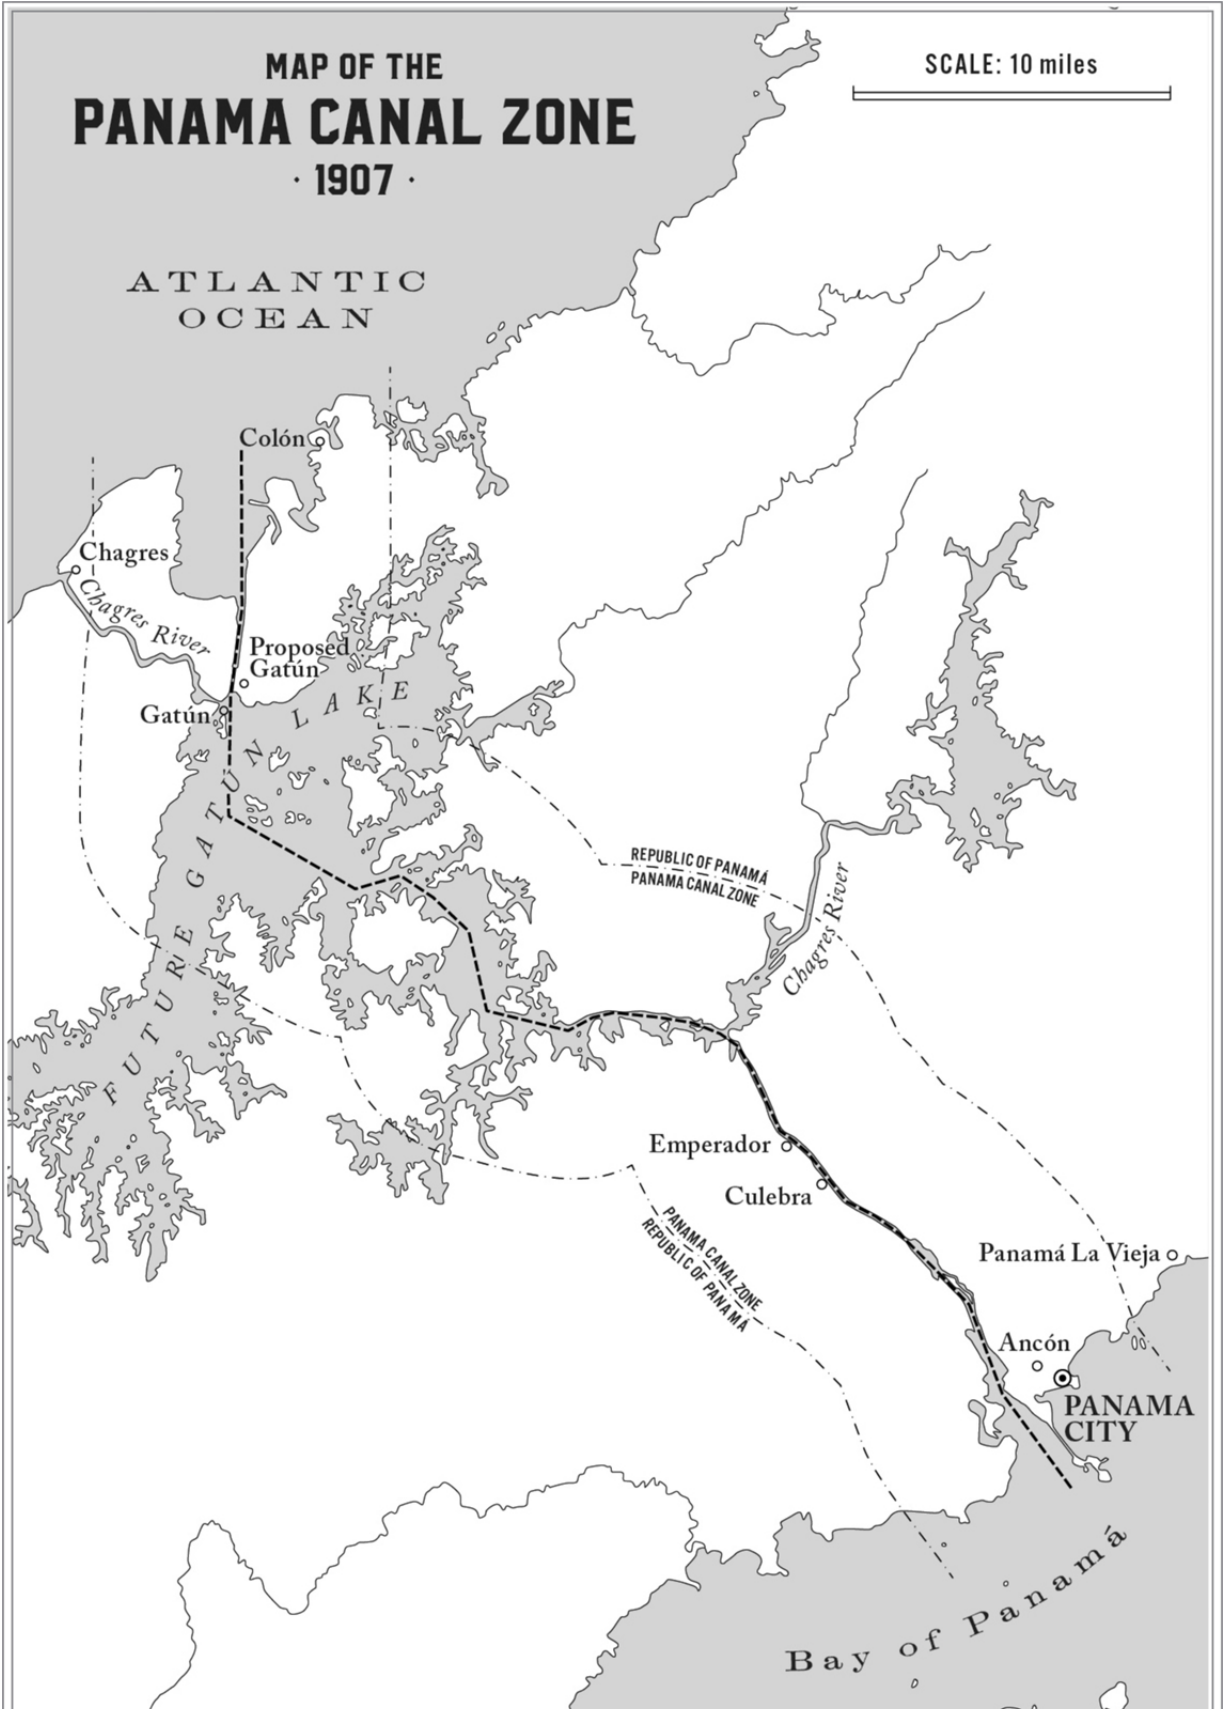 MAP OF THE
PANAMA CANAL ZONE
· 1907 ·
SCALE: 10 miles
ATLANTIC
OCEAN
Colón
Chagres
Chagres River
Proposed
Gatún
Gatún
FUTURE GATUN LAKE
REPUBLIC OF PANAMÁ
PANAMA CANAL ZONE
Chagres River
Emperador
Culebra
PANAMA CANAL ZONE
REPUBLIC OF PANAMÁ
Panamá La Vieja
Ancón
PANAMA
CITY
Bay of Panamá